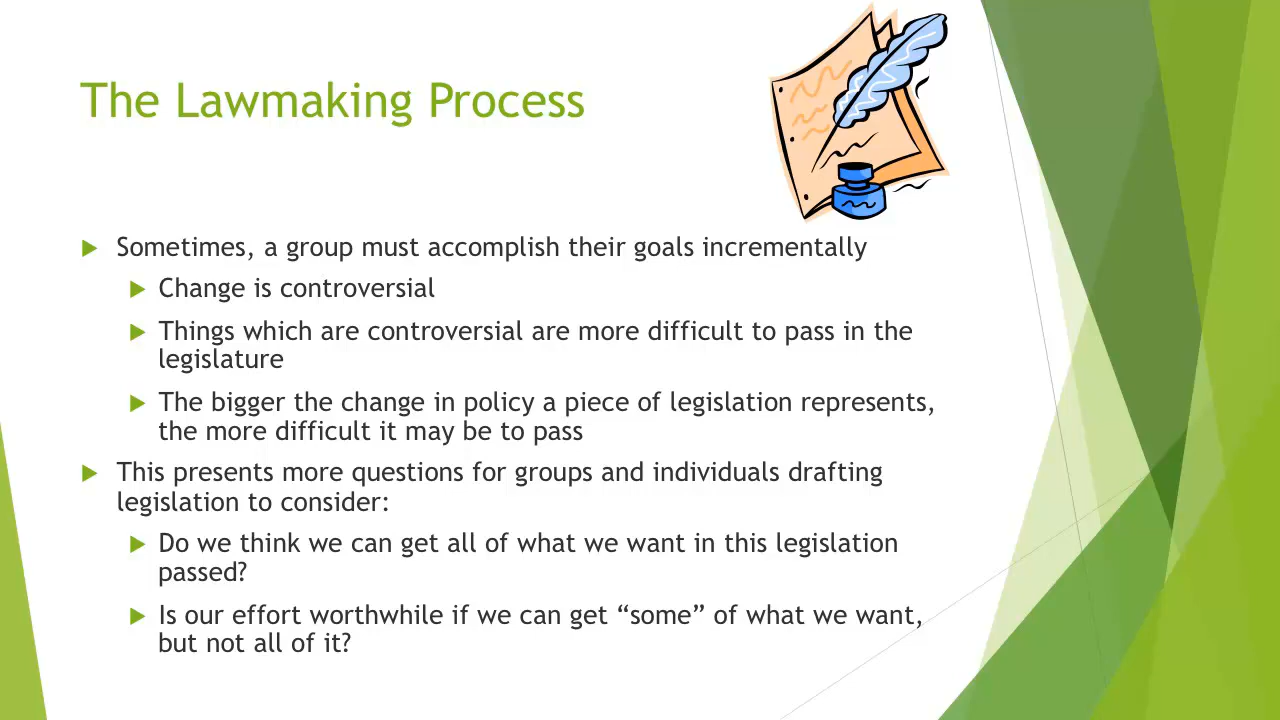 The Lawmaking Process
Sometimes, a group must accomplish their goals incrementally
Change is controversial
Things which are controversial are more difficult to pass in the
legislature
The bigger the change in policy a piece of legislation represents,
the more difficult it may be to pass
This presents more questions for groups and individuals drafting
legislation to consider:
Do we think we can get all of what we want in this legislation
passed?
Is our effort worthwhile if we can get “some” of what we want,
but not all of it?